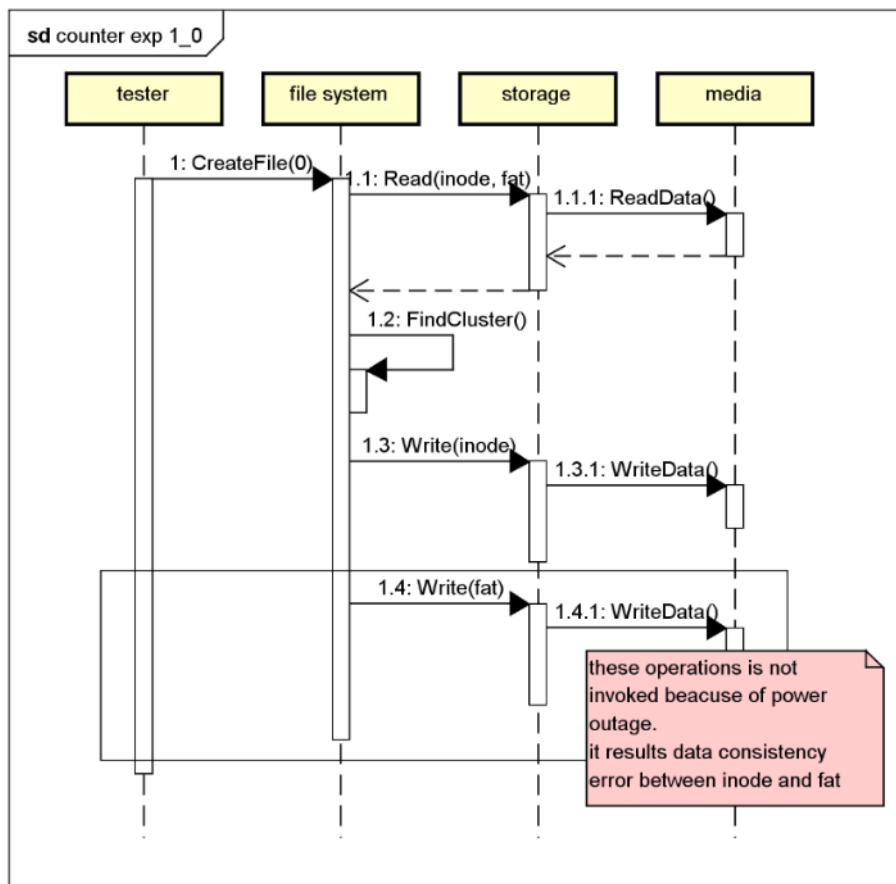 sd counter exp 1_0
tester
file system
storage
media
1: CreateFile(0)
1.1: Read(inode, fat)
1.1.1: ReadData()
1.2: FindCluster()
1.3: Write(inode)
1.3.1: WriteData()
1.4: Write(fat)
1.4.1: WriteData()
these operations is not
invoked beacuse of power
outage.
it results data consistency
error between inode and fat